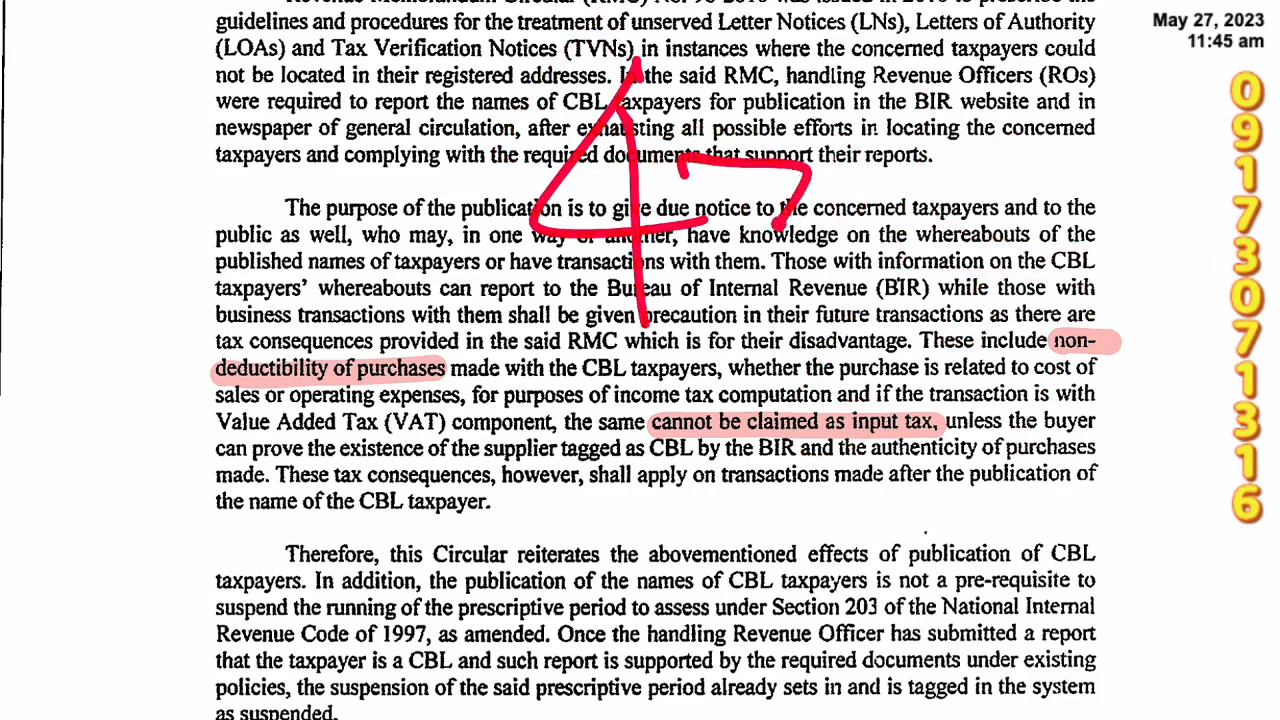 guidelines and procedures for the treatment of unserved Letter Notices (LNs), Letters of Authority
(LOAs) and Tax Verification Notices (TVNs) in instances where the concerned taxpayers could
not be located in their registered addresses. In the said RMC, handling Revenue Officers (ROs)
were required to report the names of CBL taxpayers for publication in the BIR website and in
newspaper of general circulation, after exhausting all possible efforts in locating the concerned
taxpayers and complying with the required documents that support their reports.
The purpose of the publication is to give due notice to the concerned taxpayers and to the
public as well, who may, in one way or another, have knowledge on the whereabouts of the
published names of taxpayers or have transactions with them. Those with information on the CBL
taxpayers' whereabouts can report to the Bureau of Internal Revenue (BIR) while those with
business transactions with them shall be given precaution in their future transactions as there are
tax consequences provided in the said RMC which is for their disadvantage. These include non-
deductibility of purchases made with the CBL taxpayers, whether the purchase is related to cost of
sales or operating expenses, for purposes of income tax computation and if the transaction is with
Value Added Tax (VAT) component, the same cannot be claimed as input tax, unless the buyer
can prove the existence of the supplier tagged as CBL by the BIR and the authenticity of purchases
made. These tax consequences, however, shall apply on transactions made after the publication of
the name of the CBL taxpayer.
Therefore, this Circular reiterates the abovementioned effects of publication of CBL
taxpayers. In addition, the publication of the names of CBL taxpayers is not a pre-requisite to
suspend the running of the prescriptive period to assess under Section 203 of the National Internal
Revenue Code of 1997, as amended. Once the handling Revenue Officer has submitted a report
that the taxpayer is a CBL and such report is supported by the required documents under existing
policies, the suspension of the said prescriptive period already sets in and is tagged in the system
as suspended.
May 27, 2023
11:45 am
0
9
1
7
3
0
7
1
3
1
6